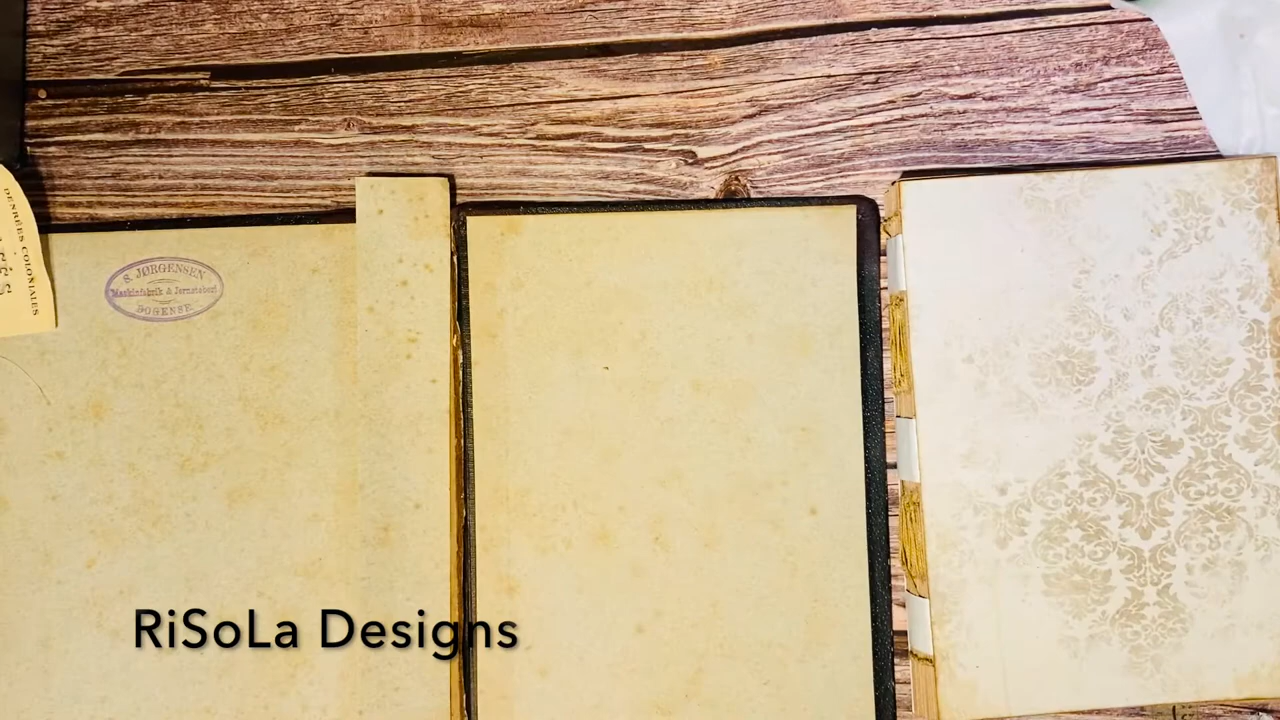 DENRÉES COLONIALES
S. JØRGENSEN
Maskinfabrik & Jernstøberi
BOGENSE
RiSoLa Designs